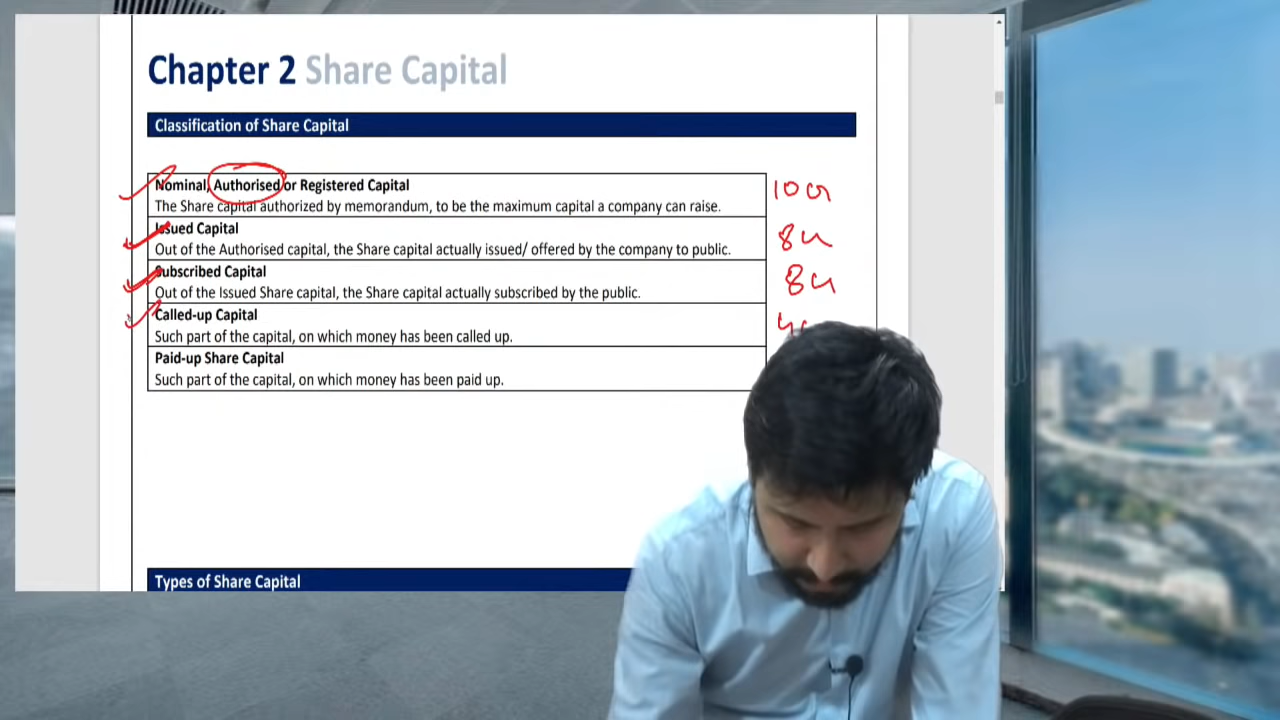 Chapter 2 Share Capital
Classification of Share Capital
Nominal, Authorised or Registered Capital
The Share capital authorized by memorandum, to be the maximum capital a company can raise.
10 cr
Issued Capital
Out of the Authorised capital, the Share capital actually issued/ offered by the company to public.
Subscribed Capital
Out of the Issued Share capital, the Share capital actually subscribed by the public.
Called-up Capital
Such part of the capital, on which money has been called up.
Paid-up Share Capital
Such part of the capital, on which money has been paid up.
Types of Share Capital